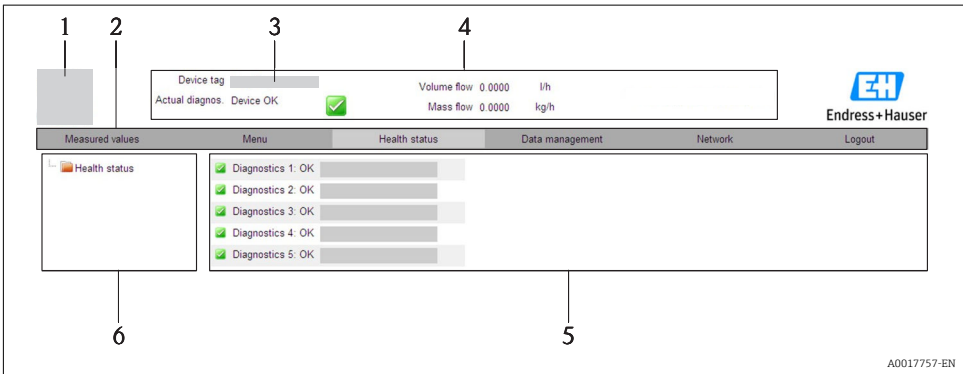 1 2 3 4
Device tag Volume flow 0.0000 l/h
Actual diagnos. Device OK Mass flow 0.0000 kg/h
EH
Endress+Hauser
Measured values Menu Health status Data management Network Logout
Health status
Diagnostics 1: OK
Diagnostics 2: OK
Diagnostics 3: OK
Diagnostics 4: OK
Diagnostics 5: OK
6 5
A0017757-EN